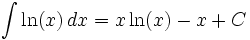 ∫ ln(x) dx = x ln(x) − x + C